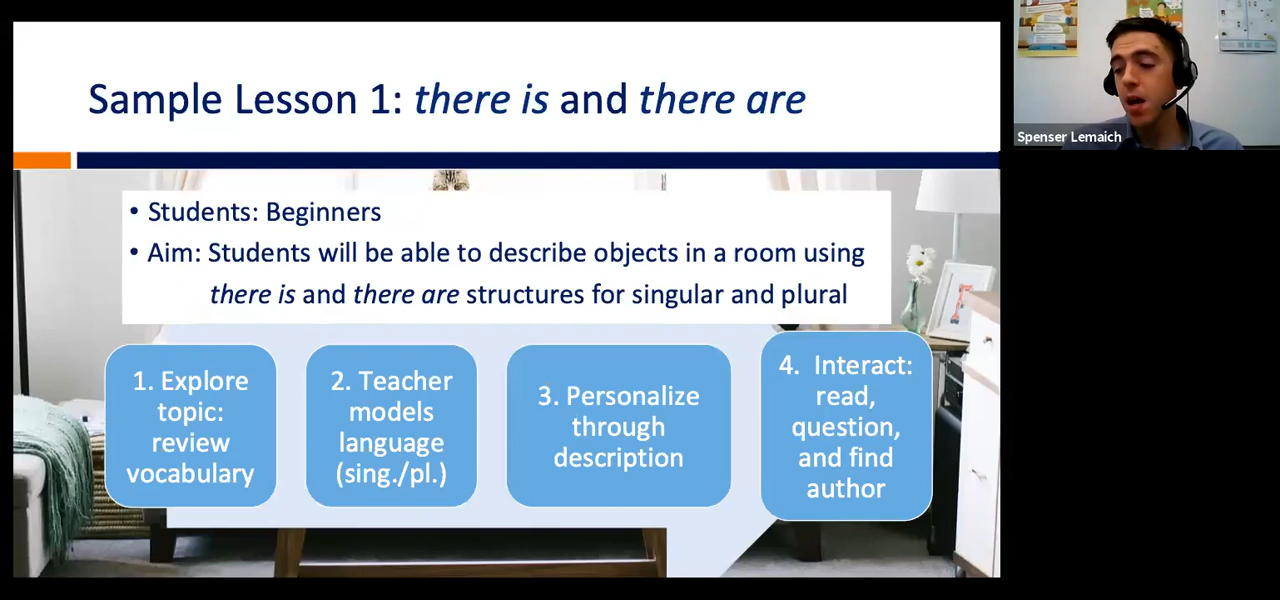 Sample Lesson 1: there is and there are
• Students: Beginners
• Aim: Students will be able to describe objects in a room using
there is and there are structures for singular and plural
1. Explore
topic:
review
vocabulary
2. Teacher
models
language
(sing./pl.)
3. Personalize
through
description
4. Interact:
read,
question,
and find
author
Spenser Lemaich